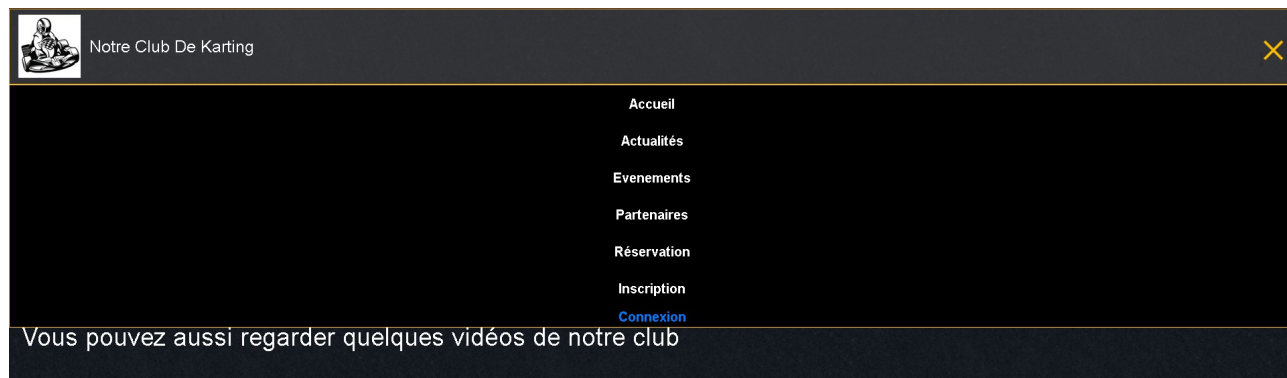 Notre Club De Karting
Accueil
Actualités
Evenements
Partenaires
Réservation
Inscription
Connexion
Vous pouvez aussi regarder quelques vidéos de notre club